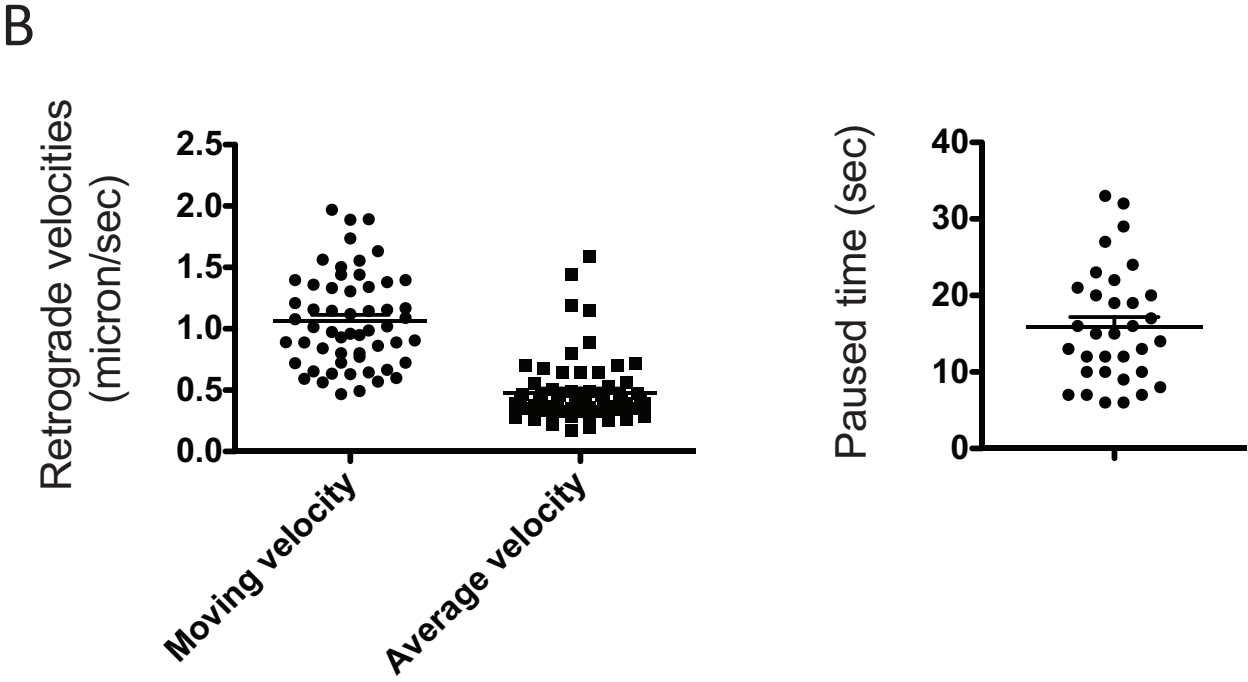 B
Retrograde velocities
(micron/sec)
2.5
2.0
1.5
1.0
0.5
0.0
Moving velocity
Average velocity
Paused time (sec)
40
30
20
10
0